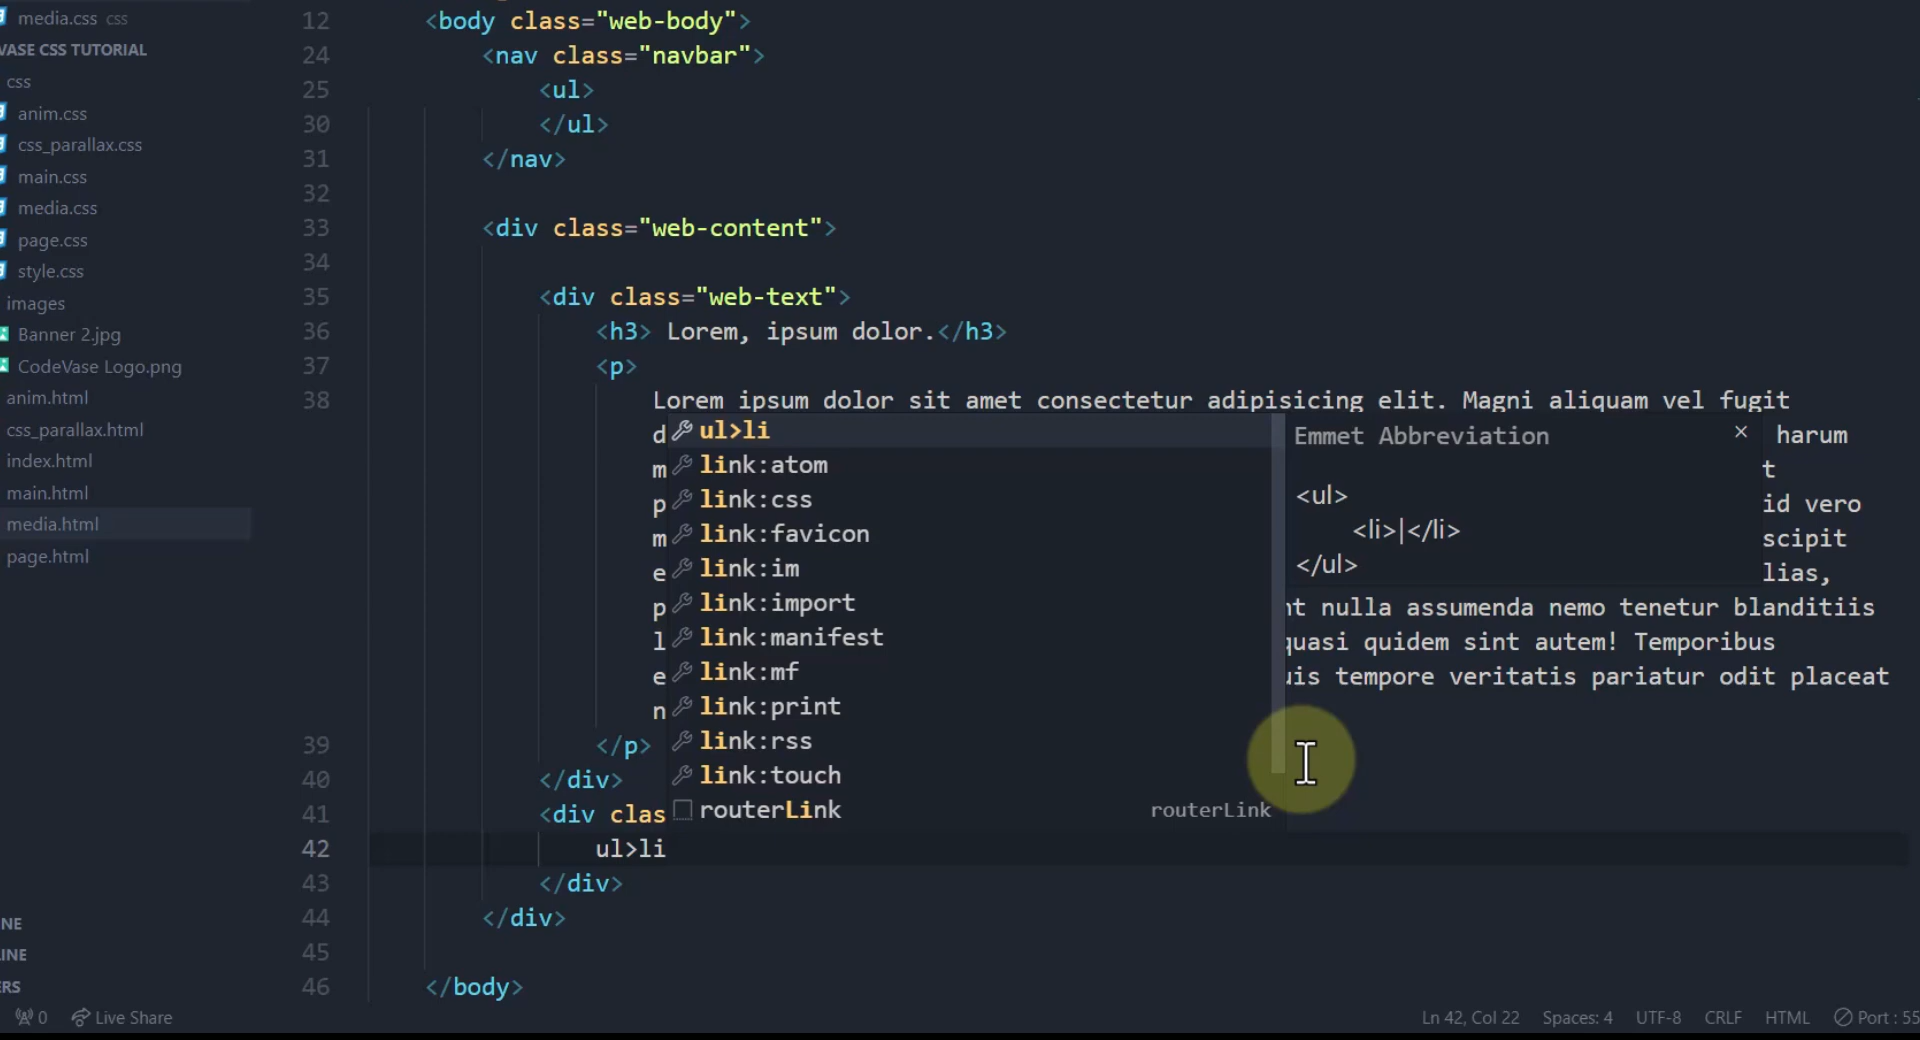 media.css css
VASE CSS TUTORIAL
css
anim.css
css_parallax.css
main.css
media.css
page.css
style.css
images
Banner 2.jpg
CodeVase Logo.png
anim.html
css_parallax.html
index.html
main.html
media.html
page.html
NE
LINE
ERS
12 <body class="web-body">
24 <nav class="navbar">
25 <ul>
30 </ul>
31 </nav>
32
33 <div class="web-content">
34
35 <div class="web-text">
36 <h3> Lorem, ipsum dolor.</h3>
37 <p>
38 Lorem ipsum dolor sit amet consectetur adipisicing elit. Magni aliquam vel fugit
d harum
m t
p id vero
m scipit
e lias,
p nt nulla assumenda nemo tenetur blanditiis
l quasi quidem sint autem! Temporibus
e uis tempore veritatis pariatur odit placeat
n
39 </p>
40 </div>
41 <div clas
42 ul>li
43 </div>
44 </div>
45
46 </body>
ul>li
link:atom
link:css
link:favicon
link:im
link:import
link:manifest
link:mf
link:print
link:rss
link:touch
routerLink routerLink
Emmet Abbreviation ×
<ul>
<li>|</li>
</ul>
0 Live Share Ln 42, Col 22 Spaces: 4 UTF-8 CRLF HTML Port : 55